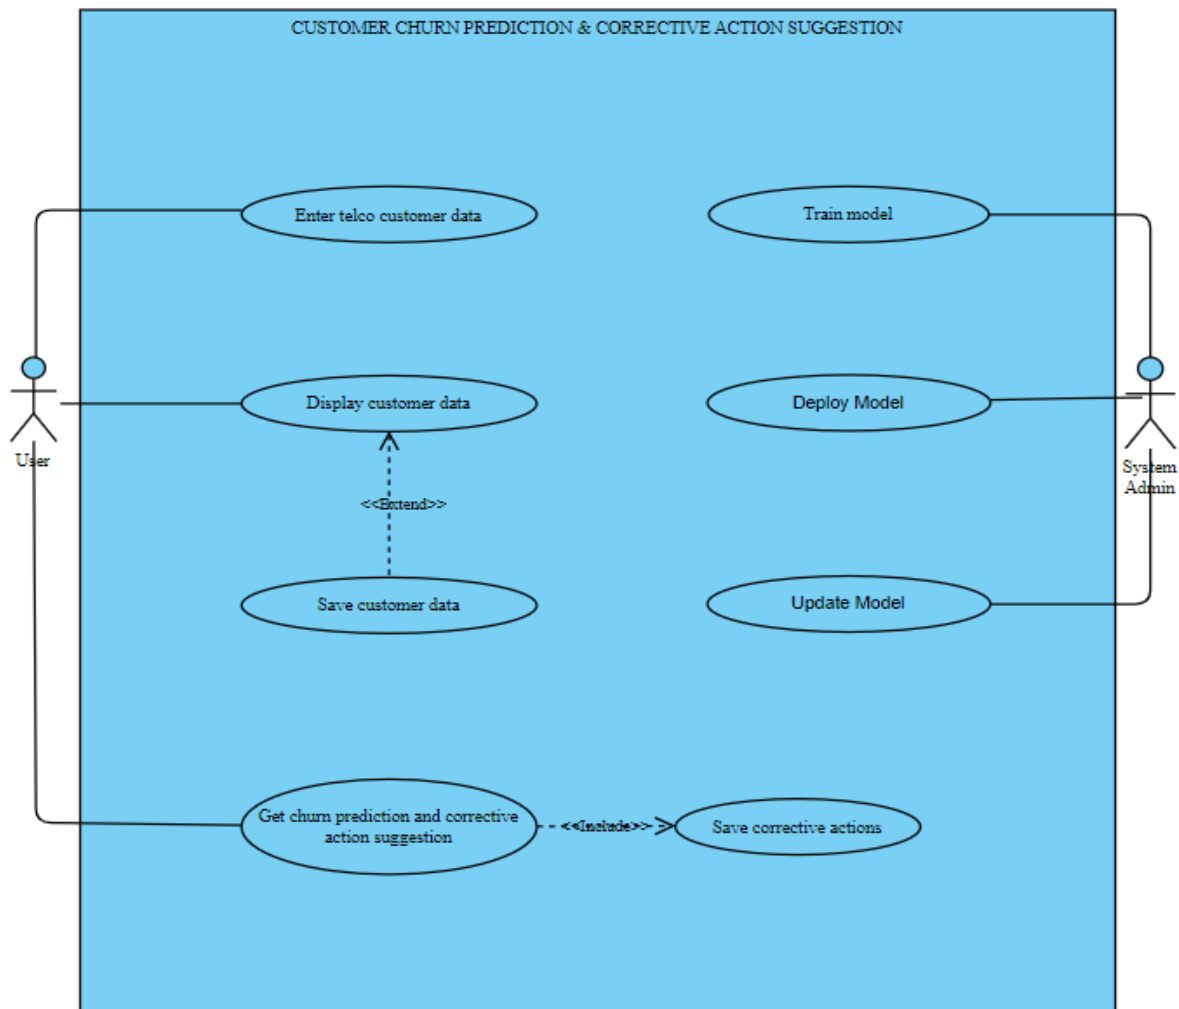 CUSTOMER CHURN PREDICTION & CORRECTIVE ACTION SUGGESTION
Enter telco customer data
Train model
Display customer data
Deploy Model
User
System
Admin
<<Extend>>
Save customer data
Update Model
Get churn prediction and corrective
action suggestion
<<Include>>
Save corrective actions